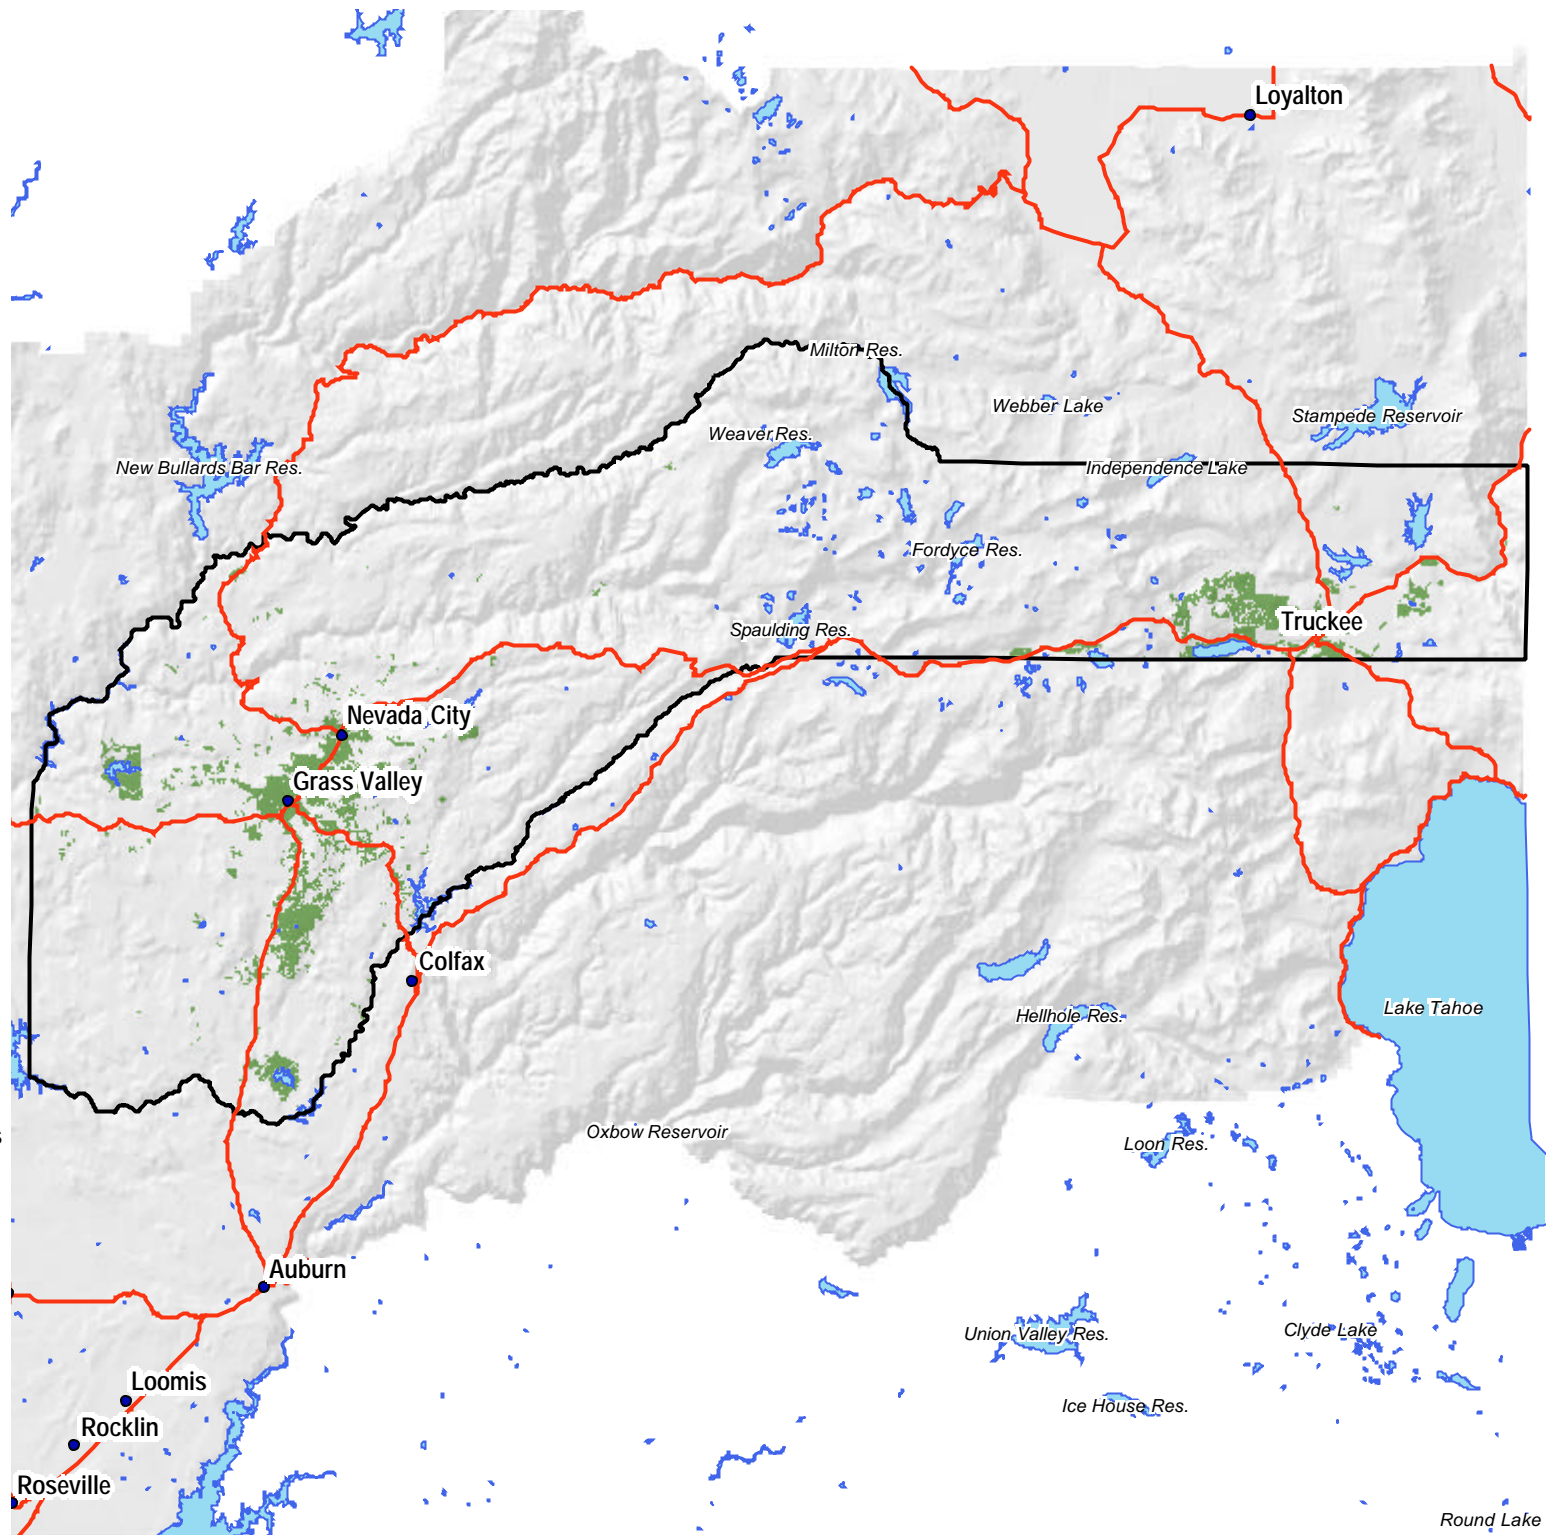 Loyalton
Milton Res.
Webber Lake
Stampede Reservoir
Weaver Res.
New Bullards Bar Res.
Independence Lake
Fordyce Res.
Truckee
Spaulding Res.
Nevada City
Grass Valley
Colfax
Lake Tahoe
Hellhole Res.
Oxbow Reservoir
s
Loon Res.
Auburn
Union Valley Res.
Clyde Lake
Loomis
Ice House Res.
Rocklin
Roseville
Round Lake